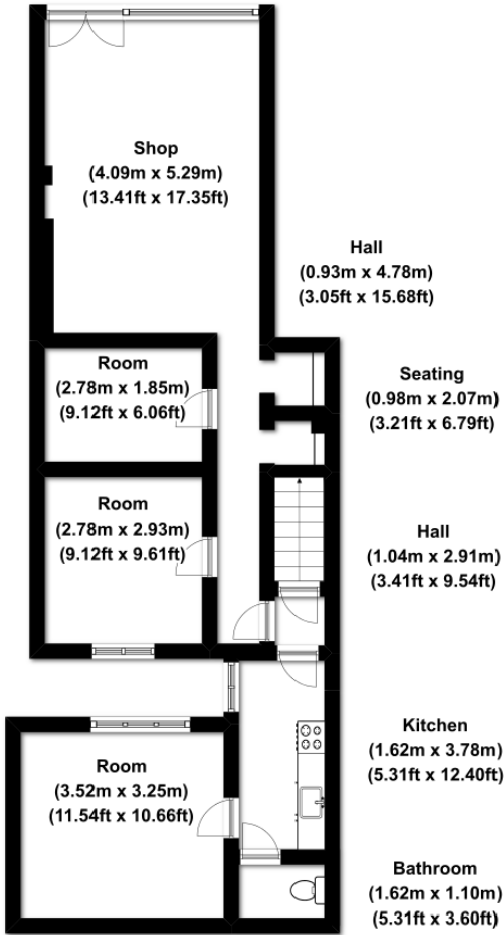 Shop
(4.09m x 5.29m)
(13.41ft x 17.35ft)
Hall
(0.93m x 4.78m)
(3.05ft x 15.68ft)
Room
(2.78m x 1.85m)
(9.12ft x 6.06ft)
Seating
(0.98m x 2.07m)
(3.21ft x 6.79ft)
Room
(2.78m x 2.93m)
(9.12ft x 9.61ft)
Hall
(1.04m x 2.91m)
(3.41ft x 9.54ft)
Kitchen
(1.62m x 3.78m)
(5.31ft x 12.40ft)
Room
(3.52m x 3.25m)
(11.54ft x 10.66ft)
Bathroom
(1.62m x 1.10m)
(5.31ft x 3.60ft)